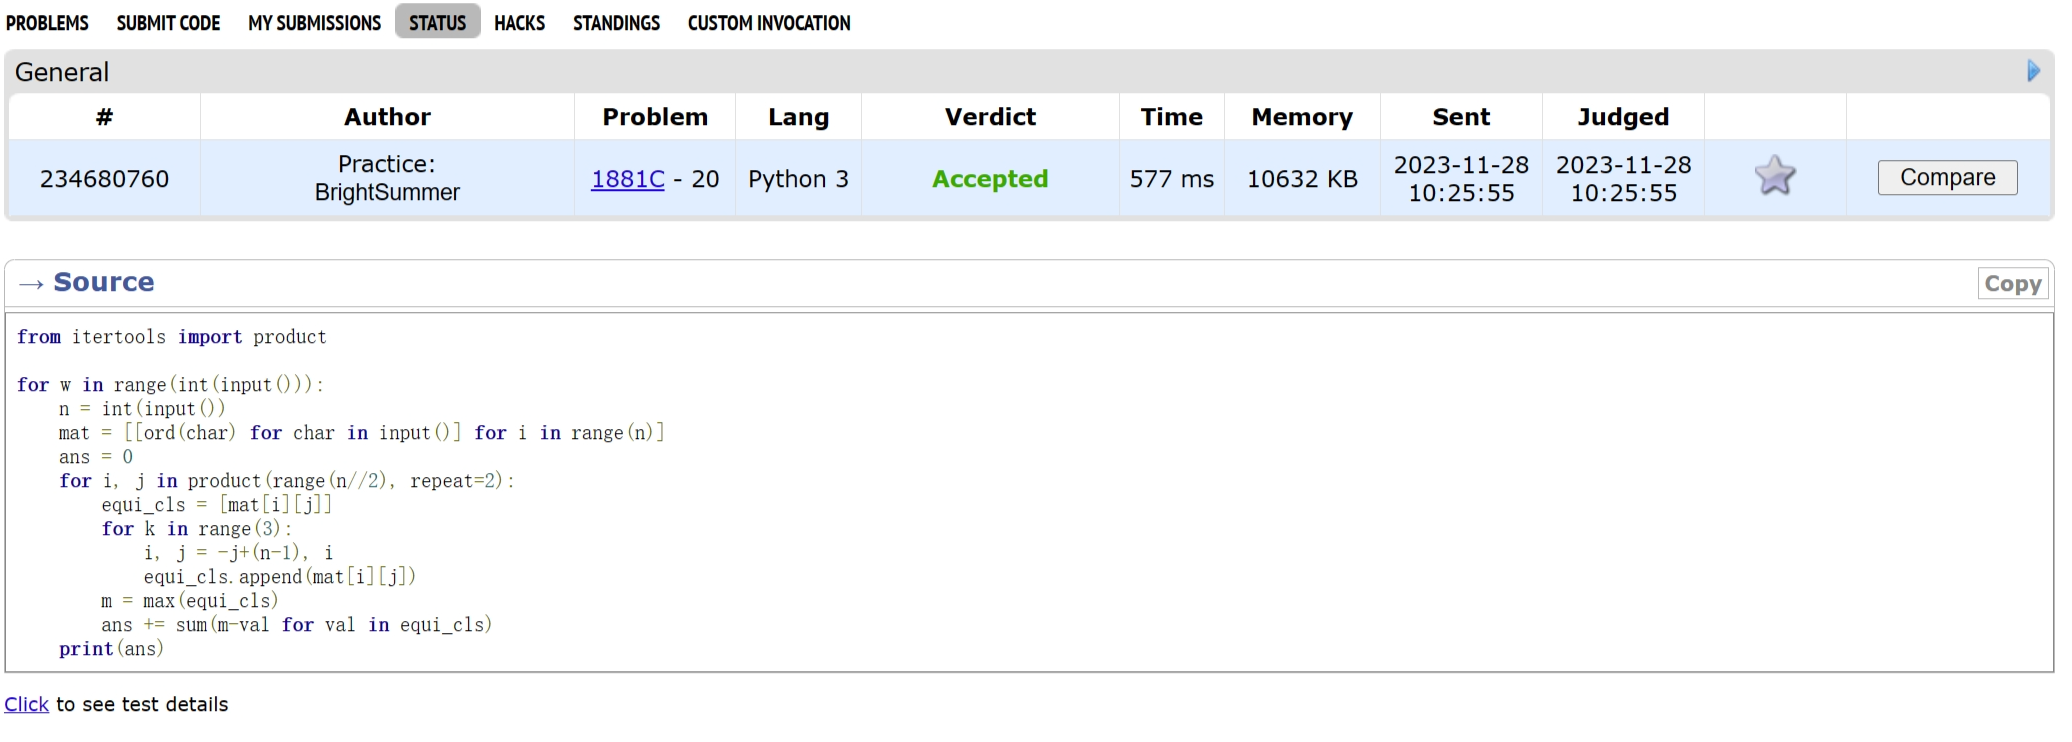 PROBLEMS SUBMIT CODE MY SUBMISSIONS STATUS HACKS STANDINGS CUSTOM INVOCATION
General
# Author Problem Lang Verdict Time Memory Sent Judged
234680760 Practice: BrightSummer 1881C - 20 Python 3 Accepted 577 ms 10632 KB 2023-11-28 10:25:55 2023-11-28 10:25:55 Compare
→ Source Copy
from itertools import product
for w in range(int(input())):
    n = int(input())
    mat = [[ord(char) for char in input()] for i in range(n)]
    ans = 0
    for i, j in product(range(n//2), repeat=2):
        equi_cls = [mat[i][j]]
        for k in range(3):
            i, j = -j+(n-1), i
            equi_cls.append(mat[i][j])
        m = max(equi_cls)
        ans += sum(m-val for val in equi_cls)
    print(ans)
Click to see test details